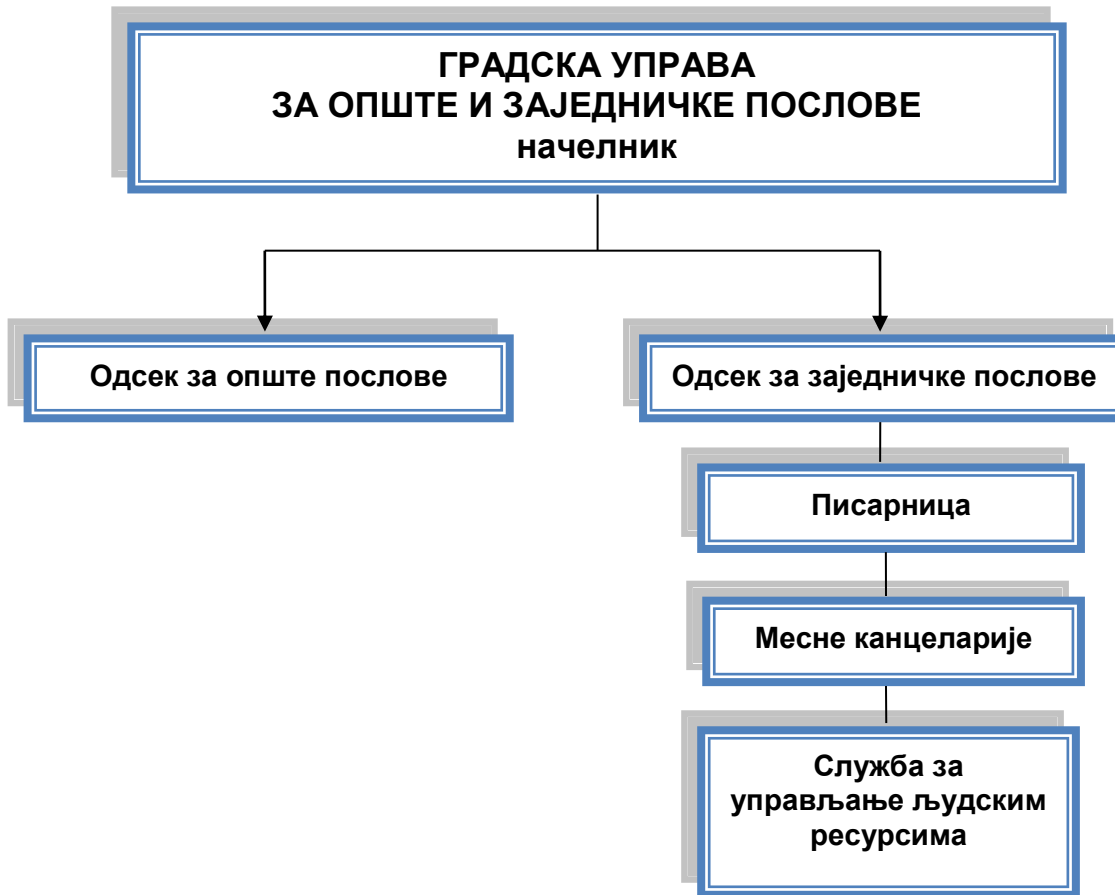 ГРАДСКА УПРАВА
ЗА ОПШТЕ И ЗАЈЕДНИЧКЕ ПОСЛОВЕ
начелник
Одсек за опште послове
Одсек за заједничке послове
Писарница
Месне канцеларије
Служба за
управљање људским
ресурсима